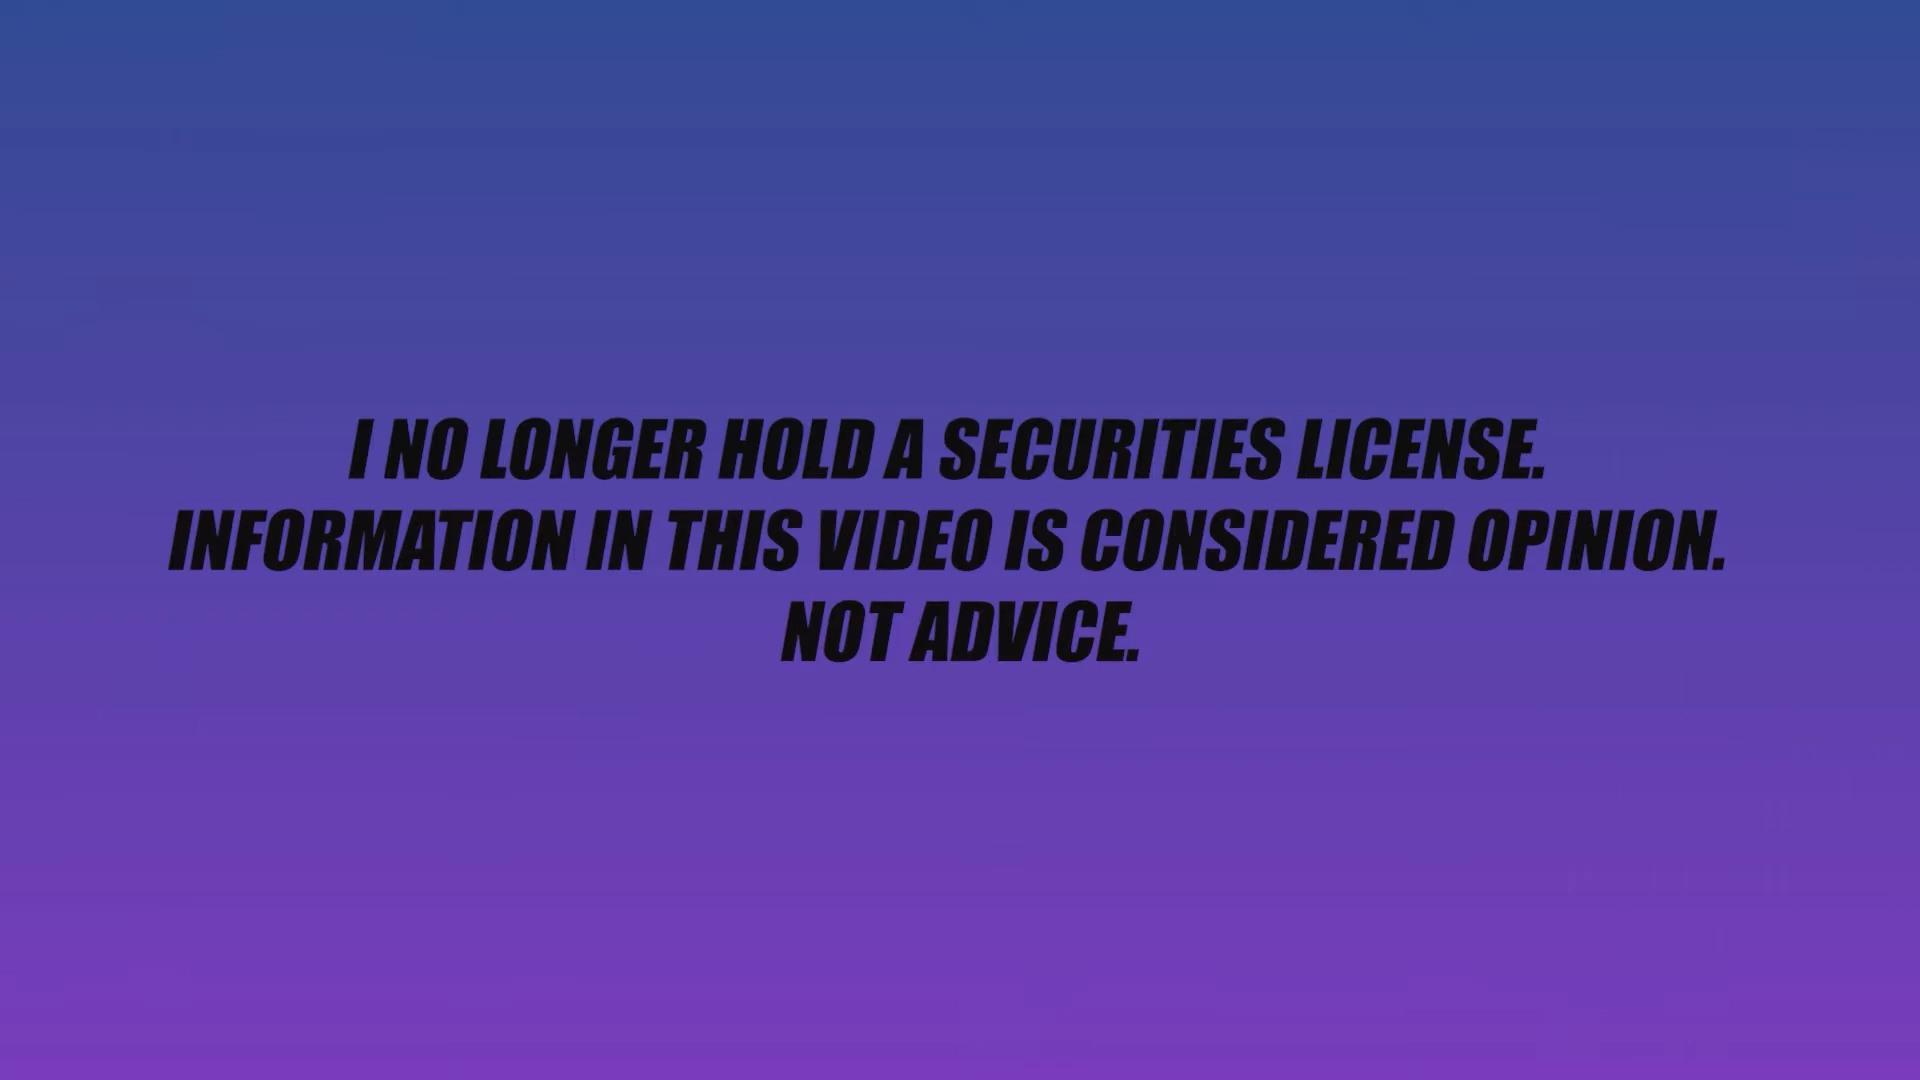 I NO LONGER HOLD A SECURITIES LICENSE.
INFORMATION IN THIS VIDEO IS CONSIDERED OPINION.
NOT ADVICE.